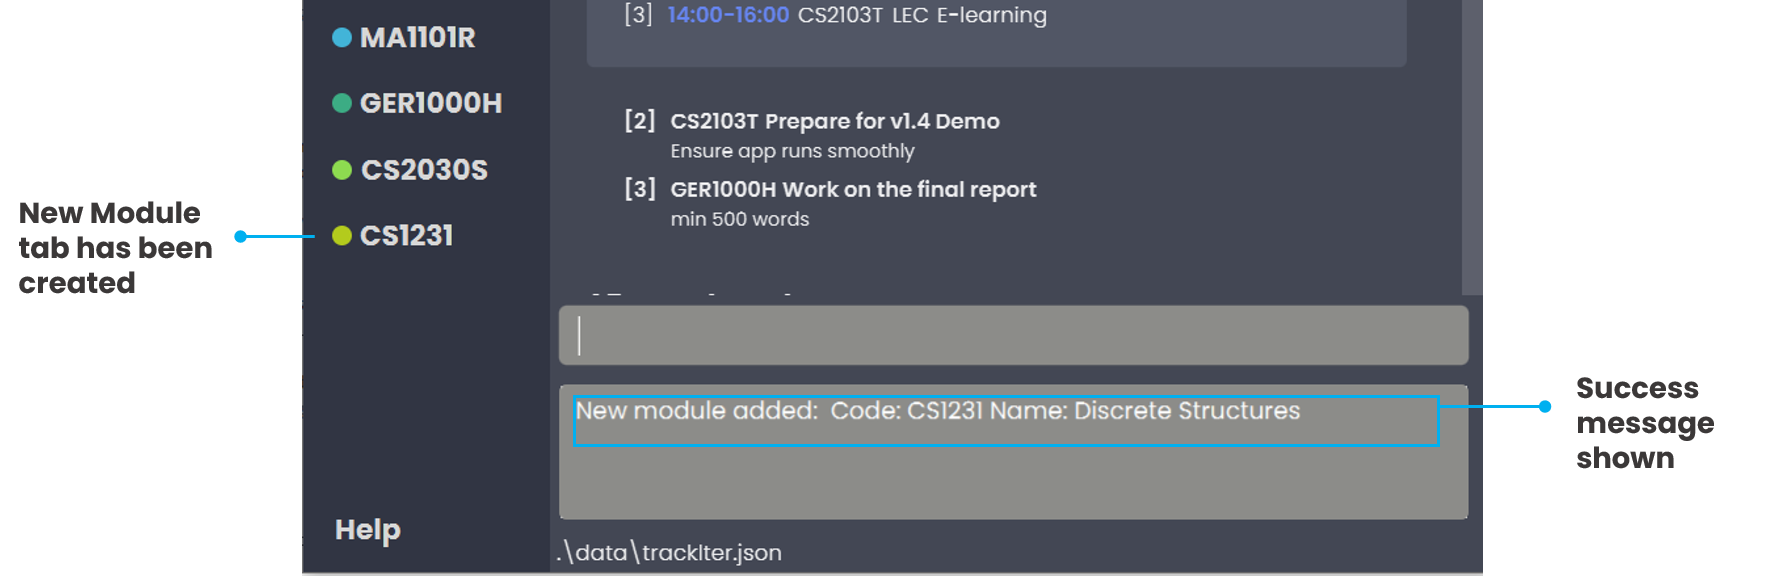 MA1101R
GER1000H
CS2030S
CS1231
Help
New Module
tab has been
created
[3] 14:00-16:00 CS2103T LEC E-learning
[2] CS2103T Prepare for v1.4 Demo
Ensure app runs smoothly
[3] GER1000H Work on the final report
min 500 words
New module added:  Code: CS1231 Name: Discrete Structures
.\data\trackIter.json
Success
message
shown